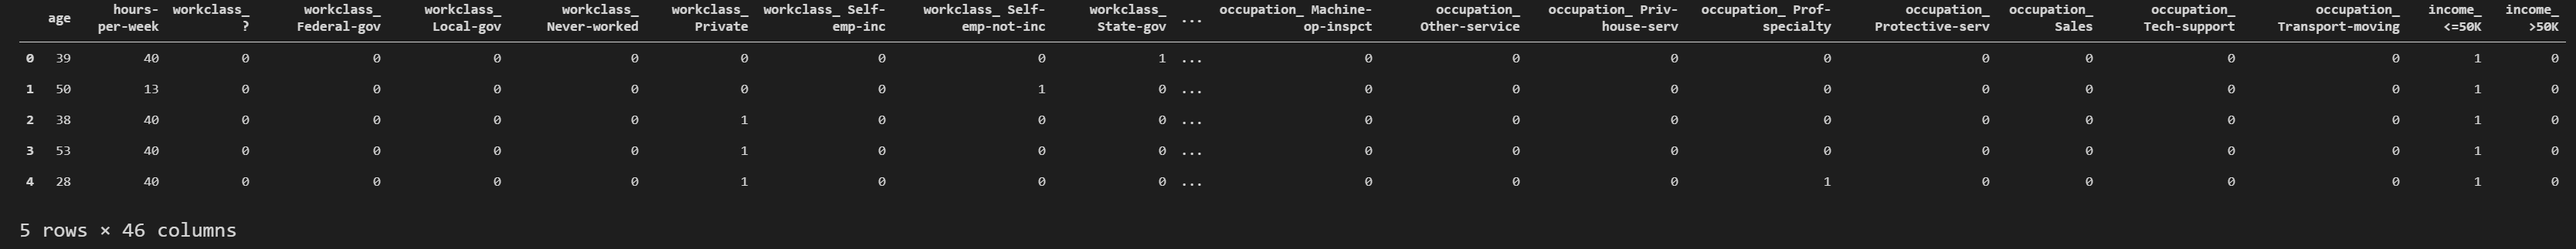 age hours-per-week workclass_ ? workclass_ Federal-gov workclass_ Local-gov workclass_ Never-worked workclass_ Private workclass_ Self-emp-inc workclass_ Self-emp-not-inc workclass_ State-gov ... occupation_ Machine-op-inspct occupation_ Other-service occupation_ Priv-house-serv occupation_ Prof-specialty occupation_ Protective-serv occupation_ Sales occupation_ Tech-support occupation_ Transport-moving income_ <=50K income_ >50K
0 39 40 0 0 0 0 0 0 0 1 ... 0 0 0 0 0 0 0 0 1 0
1 50 13 0 0 0 0 0 0 1 0 ... 0 0 0 0 0 0 0 0 1 0
2 38 40 0 0 0 0 1 0 0 0 ... 0 0 0 0 0 0 0 0 1 0
3 53 40 0 0 0 0 1 0 0 0 ... 0 0 0 0 0 0 0 0 1 0
4 28 40 0 0 0 0 1 0 0 0 ... 0 0 0 1 0 0 0 0 1 0
5 rows × 46 columns